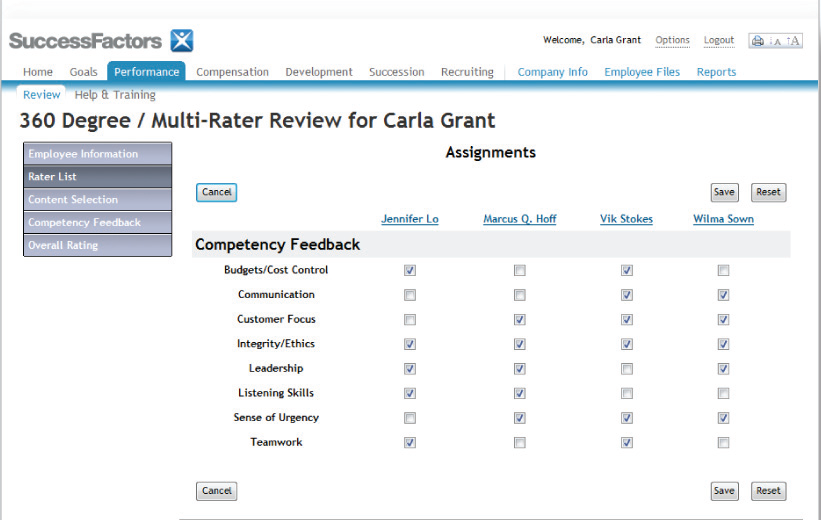 SuccessFactors
Welcome, Carla Grant Options Logout
Home Goals Performance Compensation Development Succession Recruiting Company Info Employee Files Reports
Review Help & Training
360 Degree / Multi-Rater Review for Carla Grant
Employee Information
Rater List
Content Selection
Competency Feedback
Overall Rating
Assignments
Cancel Save Reset
Jennifer Lo Marcus Q. Hoff Vik Stokes Wilma Sown
Competency Feedback
Budgets/Cost Control
Communication
Customer Focus
Integrity/Ethics
Leadership
Listening Skills
Sense of Urgency
Teamwork
Cancel Save Reset